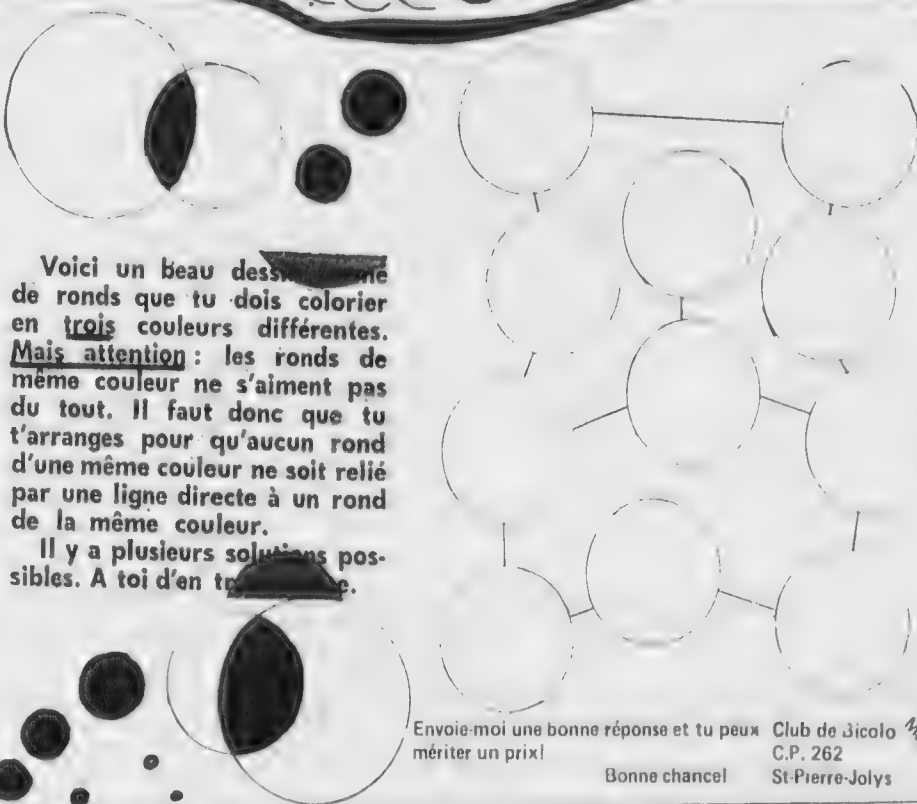 Voici un beau
de ronds que tu dois colorier
en trois couleurs différentes.
Mais attention : les ronds de
même couleur ne s'aiment pas
du tout. Il faut donc que tu
t'arranges pour qu'aucun rond
d'une même couleur ne soit relié
par une ligne directe à un rond
de la même couleur.
Il y a plusieurs solutions pos-
sibles. A toi d'en
Envoie-moi une bonne réponse et tu peux
mériter un prix!
Bonne chance!
Club de Bicolo
C.P. 262
St-Pierre-Jolys